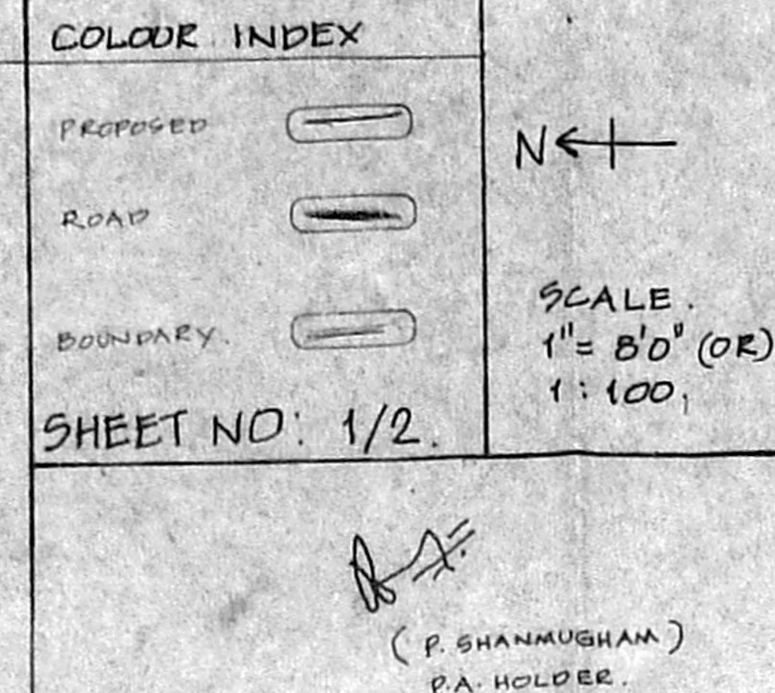 COLOUR INDEX
PROPOSED
ROAD
BOUNDARY.
SHEET NO: 1/2.
N
SCALE.
1"= 8'0" (OR)
1 : 100,
( P. SHANMUGHAM )
P.A. HOLDER.